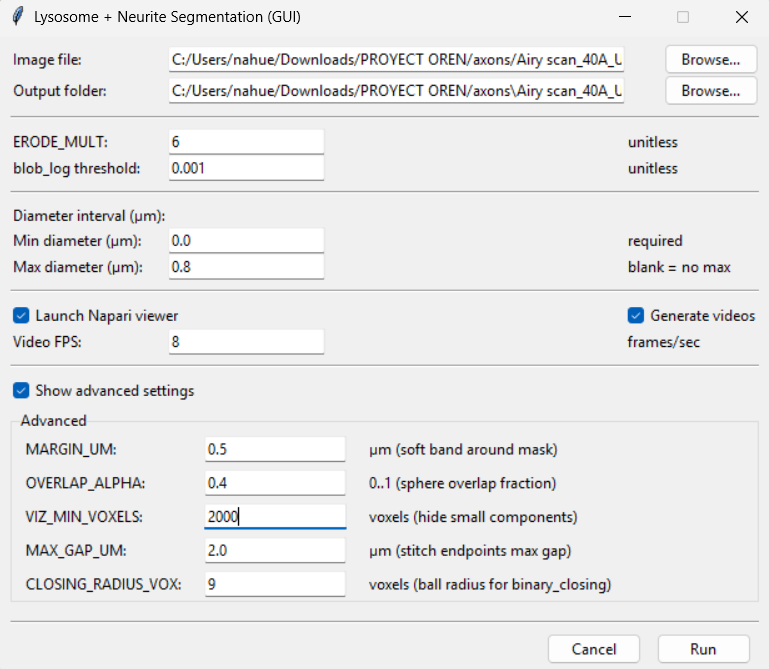 Lysosome + Neurite Segmentation (GUI)
Image file: C:/Users/nahue/Downloads/PROYECT OREN/axons/Airy scan_40A_U Browse...
Output folder: C:/Users/nahue/Downloads/PROYECT OREN/axons\Airy scan_40A_U Browse...
ERODE_MULT: 6 unitless
blob_log threshold: 0.001 unitless
Diameter interval (µm):
Min diameter (µm): 0.0 required
Max diameter (µm): 0.8 blank = no max
Launch Napari viewer Generate videos
Video FPS: 8 frames/sec
Show advanced settings
Advanced
MARGIN_UM: 0.5 µm (soft band around mask)
OVERLAP_ALPHA: 0.4 0..1 (sphere overlap fraction)
VIZ_MIN_VOXELS: 2000 voxels (hide small components)
MAX_GAP_UM: 2.0 µm (stitch endpoints max gap)
CLOSING_RADIUS_VOX: 9 voxels (ball radius for binary_closing)
Cancel Run